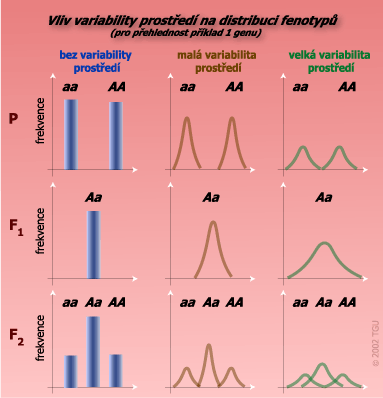 Vliv variability prostředí na distribuci fenotypů
(pro přehlednost příklad 1 genu)
bez variability prostředí
malá variabilita prostředí
velká variabilita prostředí
P
frekvence
aa AA
aa AA
aa AA
F1
frekvence
Aa
Aa
Aa
F2
frekvence
aa Aa AA
aa Aa AA
aa Aa AA
© 2002 TGU